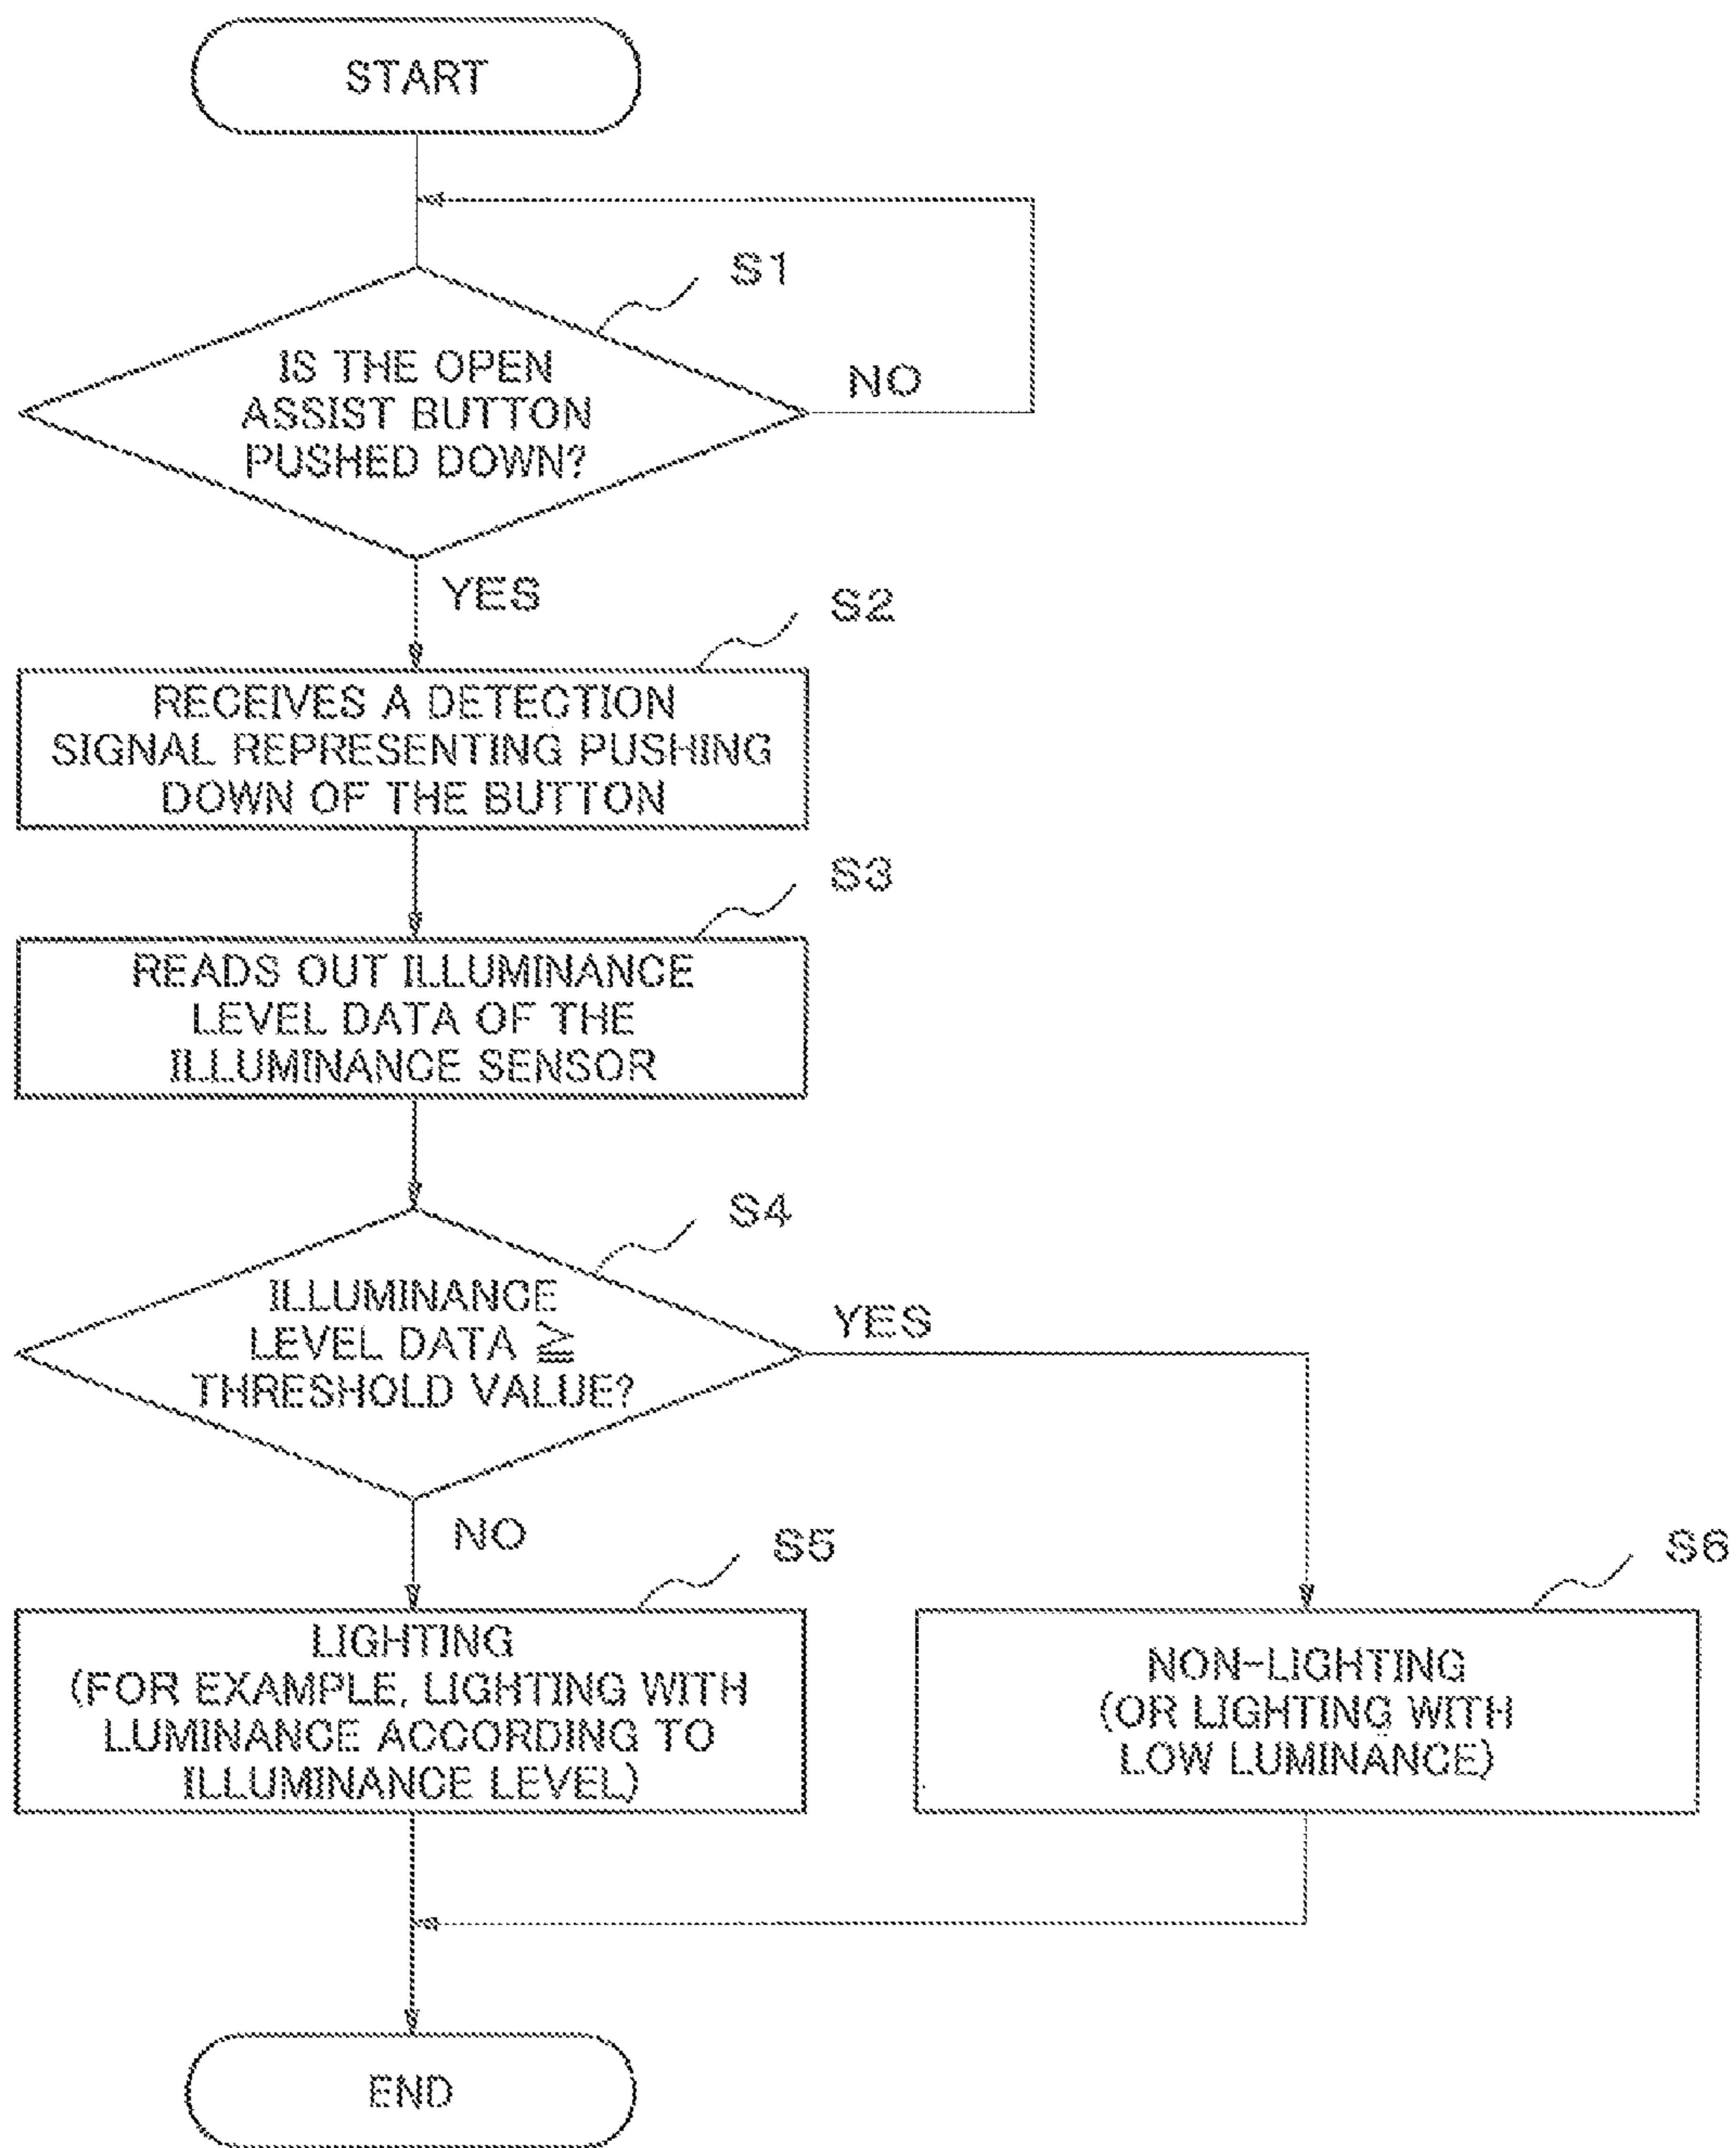 START
S1
IS THE OPEN
ASSIST BUTTON
PUSHED DOWN?
NO
YES
S2
RECEIVES A DETECTION
SIGNAL REPRESENTING PUSHING
DOWN OF THE BUTTON
S3
READS OUT ILLUMINANCE
LEVEL DATA OF THE
ILLUMINANCE SENSOR
S4
ILLUMINANCE
LEVEL DATA ≧
THRESHOLD VALUE?
YES
NO
S5
LIGHTING
(FOR EXAMPLE, LIGHTING WITH
LUMINANCE ACCORDING TO
ILLUMINANCE LEVEL)
S6
NON-LIGHTING
(OR LIGHTING WITH
LOW LUMINANCE)
END